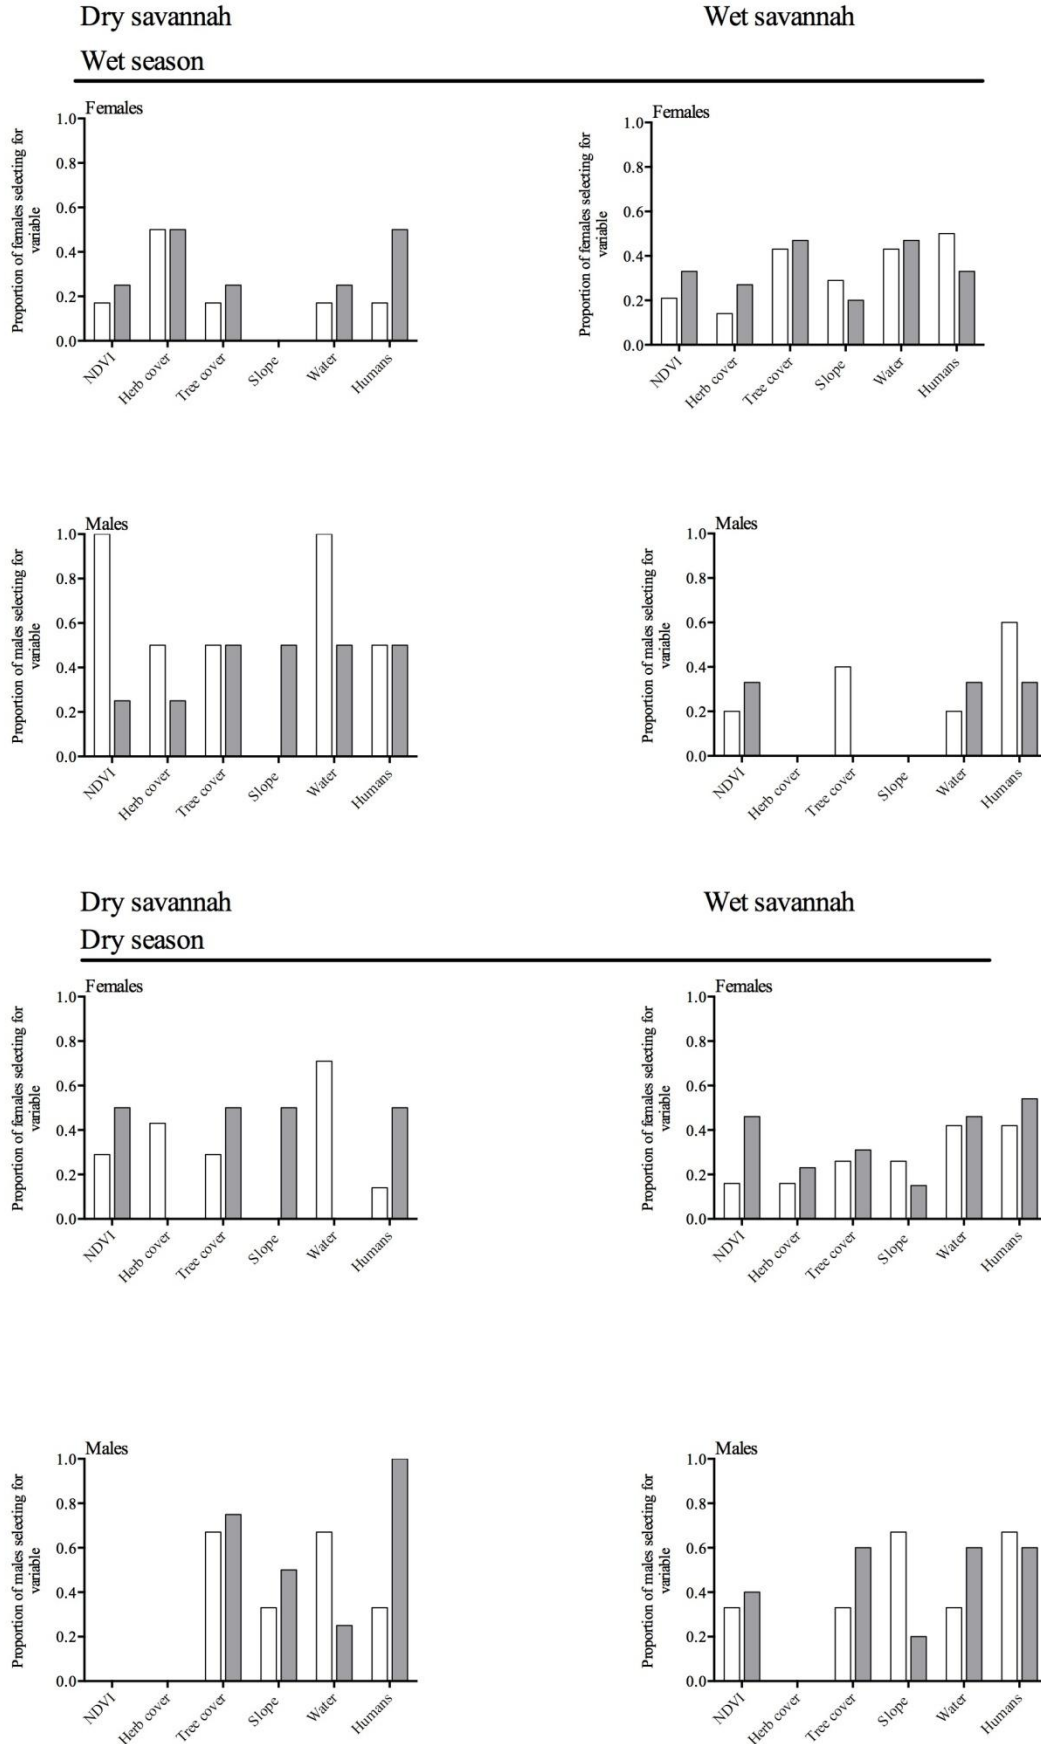 Dry savannah
Wet savannah
Wet season
Females
Proportion of females selecting for
variable
1.0
0.8
0.6
0.4
0.2
0.0
NDVI
Herb cover
Tree cover
Slope
Water
Humans
Females
Proportion of females selecting for
variable
1.0
0.8
0.6
0.4
0.2
0.0
NDVI
Herb cover
Tree cover
Slope
Water
Humans
Males
Proportion of males selecting for
variable
1.0
0.8
0.6
0.4
0.2
0.0
NDVI
Herb cover
Tree cover
Slope
Water
Humans
Males
Proportion of males selecting for
variable
1.0
0.8
0.6
0.4
0.2
0.0
NDVI
Herb cover
Tree cover
Slope
Water
Humans
Dry savannah
Wet savannah
Dry season
Females
Proportion of females selecting for
variable
1.0
0.8
0.6
0.4
0.2
0.0
NDVI
Herb cover
Tree cover
Slope
Water
Humans
Females
Proportion of females selecting for
variable
1.0
0.8
0.6
0.4
0.2
0.0
NDVI
Herb cover
Tree cover
Slope
Water
Humans
Males
Proportion of males selecting for
variable
1.0
0.8
0.6
0.4
0.2
0.0
NDVI
Herb cover
Tree cover
Slope
Water
Humans
Males
Proportion of males selecting for
variable
1.0
0.8
0.6
0.4
0.2
0.0
NDVI
Herb cover
Tree cover
Slope
Water
Humans